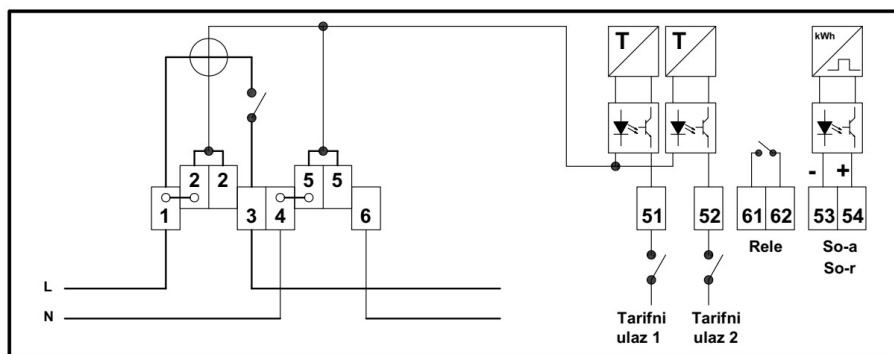 T T kWh
2 2 5 5
1 3 4 6
51 52 61 62 53 54
- +
Rele So-a
So-r
L
N
Tarifni Tarifni
ulaz 1 ulaz 2